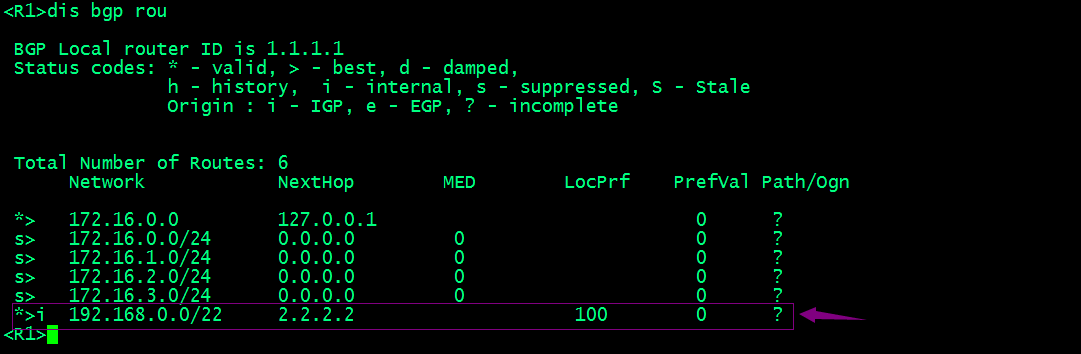 <R1>dis bgp rou
BGP Local router ID is 1.1.1.1
Status codes: * - valid, > - best, d - damped,
h - history,  i - internal, s - suppressed, S - Stale
Origin : i - IGP, e - EGP, ? - incomplete
Total Number of Routes: 6
Network NextHop MED LocPrf PrefVal Path/Ogn
*> 172.16.0.0 127.0.0.1 0 ?
s> 172.16.0.0/24 0.0.0.0 0 0 ?
s> 172.16.1.0/24 0.0.0.0 0 0 ?
s> 172.16.2.0/24 0.0.0.0 0 0 ?
s> 172.16.3.0/24 0.0.0.0 0 0 ?
*>i 192.168.0.0/22 2.2.2.2 100 0 ?
<R1>